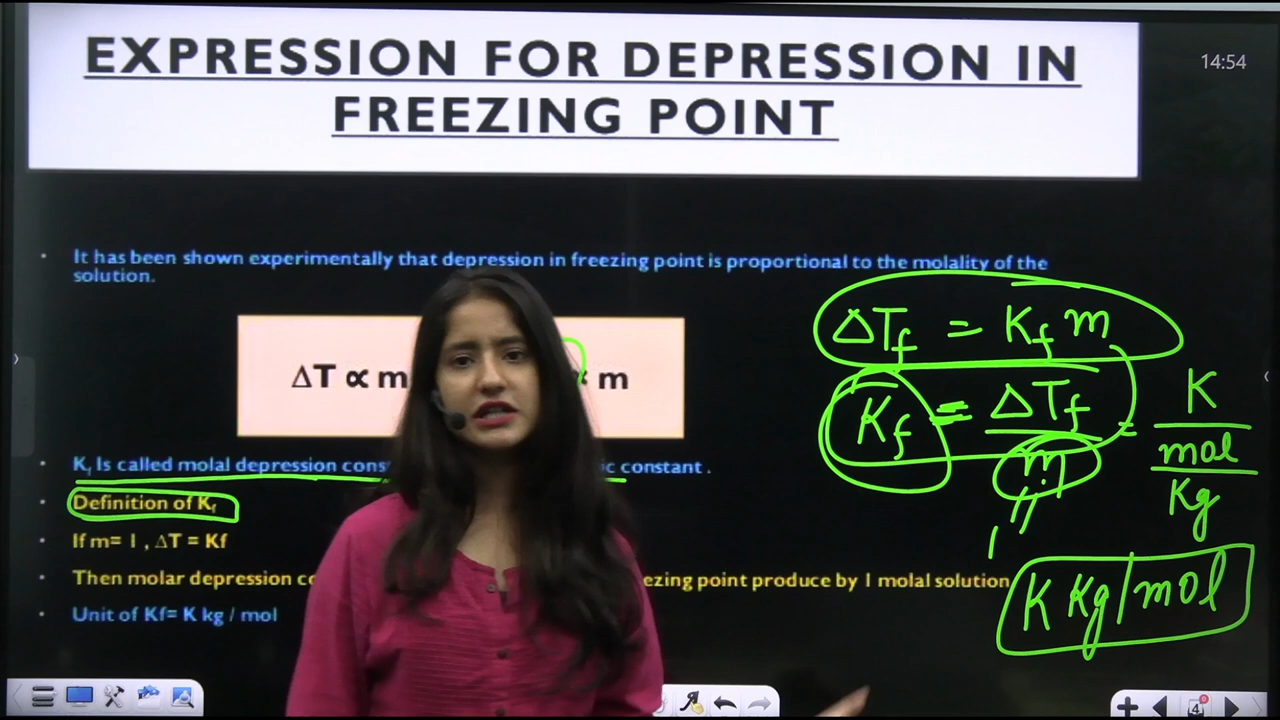 EXPRESSION FOR DEPRESSION IN
FREEZING POINT
14:54
It has been shown experimentally that depression in freezing point is proportional to the molality of the
solution.
ΔT ∝ m
m
Kf Is called molal depression
constant .
Definition of Kf
If m= 1 , ΔT = Kf
Then molar depression
point produce by 1 molal solution
Unit of Kf= K kg / mol
ΔTf = Kf m
Kf = ΔTf / m = K / mol / Kg
1
K Kg/mol
4